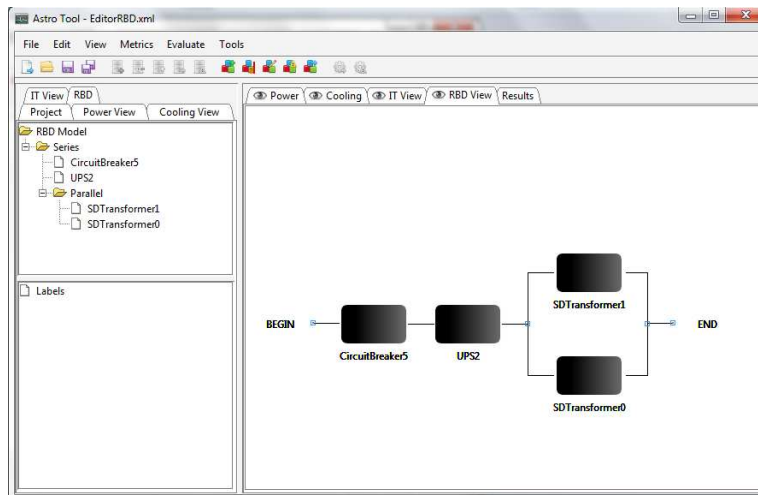 Astro Tool - EditorRBD.xml
File Edit View Metrics Evaluate Tools
IT View RBD
Project Power View Cooling View
RBD Model
Series
CircuitBreaker5
UPS2
Parallel
SDTransformer1
SDTransformer0
Labels
Power Cooling IT View RBD View Results
SDTransformer1
BEGIN
END
CircuitBreaker5
UPS2
SDTransformer0